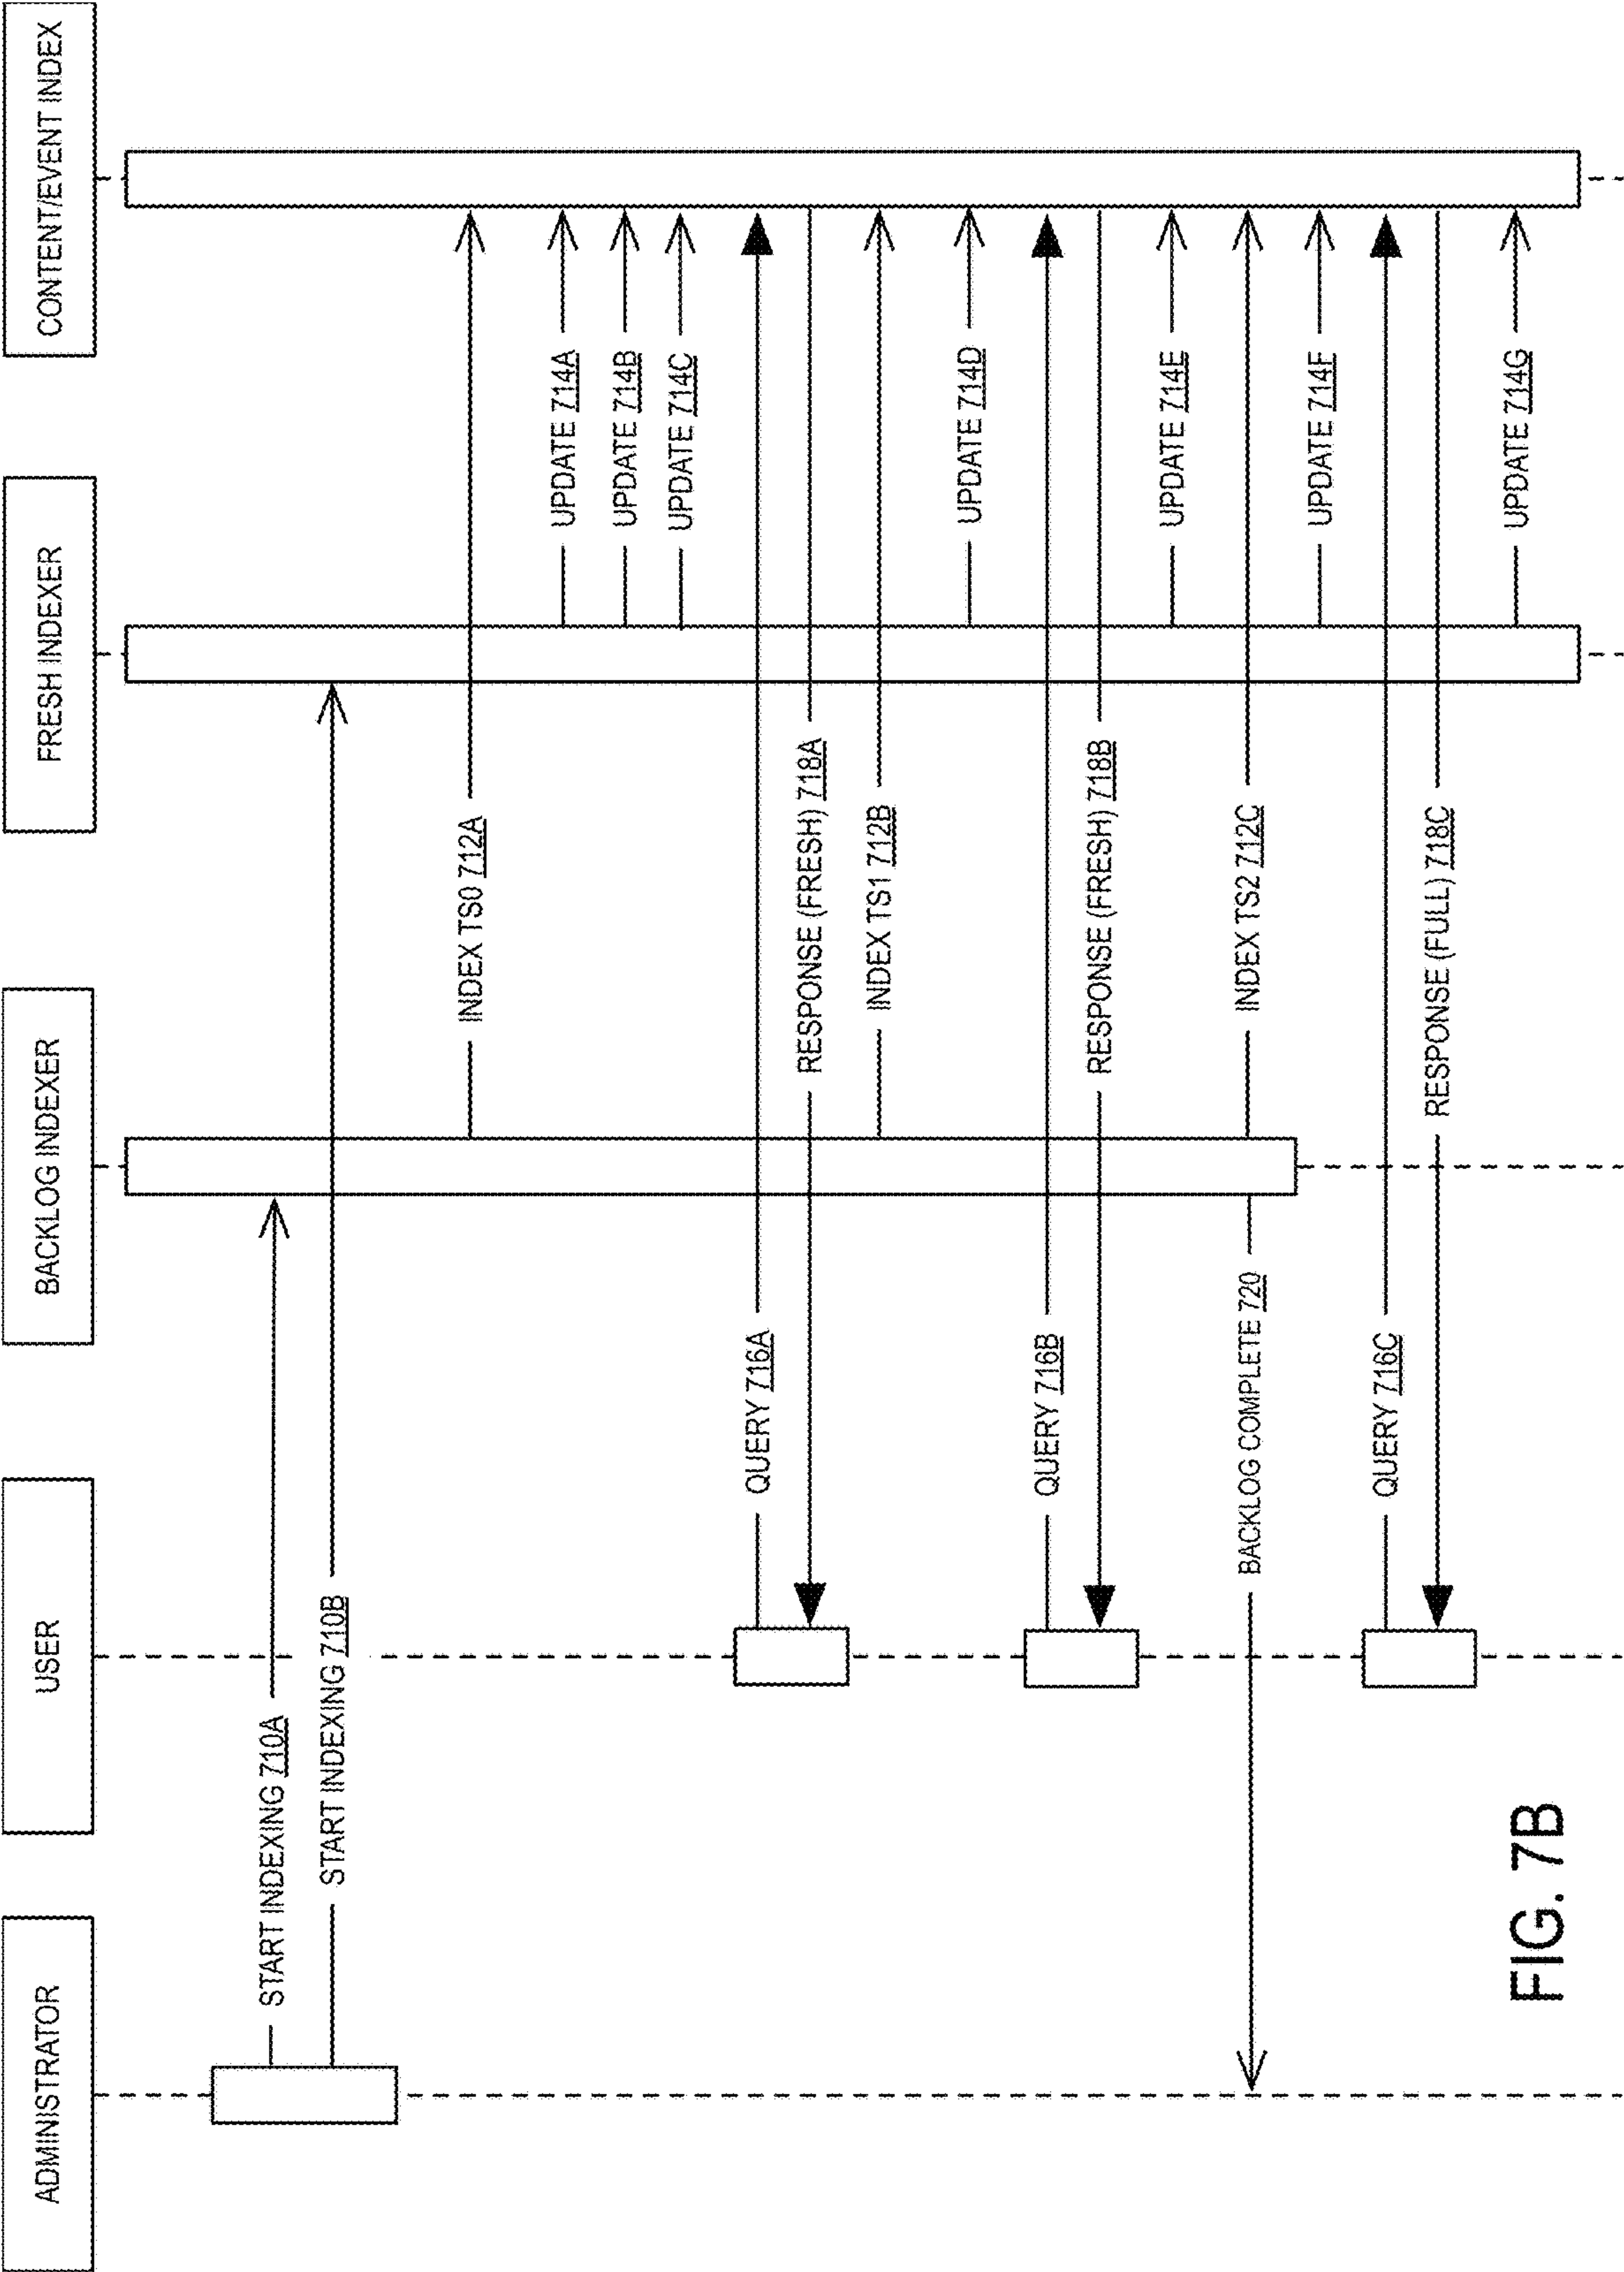 ADMINISTRATOR
USER
BACKLOG INDEXER
FRESH INDEXER
CONTENT/EVENT INDEX
START INDEXING 710A
START INDEXING 710B
INDEX TS0 712A
UPDATE 714A
UPDATE 714B
UPDATE 714C
QUERY 716A
RESPONSE (FRESH) 718A
INDEX TS1 712B
UPDATE 714D
QUERY 716B
RESPONSE (FRESH) 718B
UPDATE 714E
BACKLOG COMPLETE 720
INDEX TS2 712C
UPDATE 714F
QUERY 716C
RESPONSE (FULL) 718C
UPDATE 714G
FIG. 7B